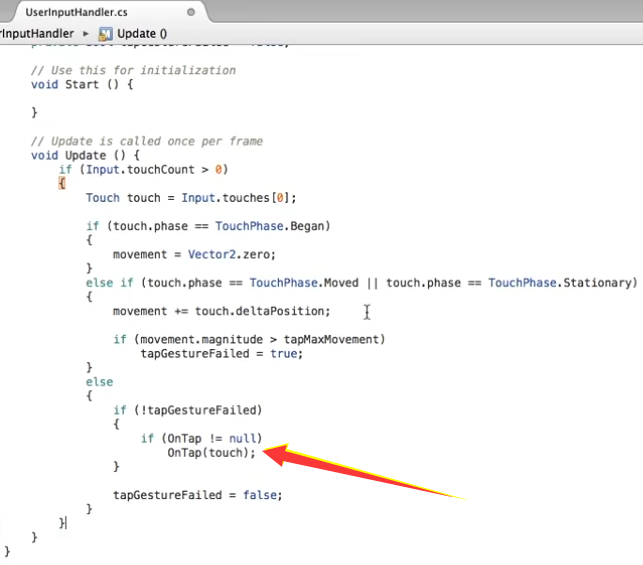 UserInputHandler.cs
rInputHandler ▸ Update ()
// Use this for initialization
void Start () {
}
// Update is called once per frame
void Update () {
if (Input.touchCount > 0)
{
Touch touch = Input.touches[0];
if (touch.phase == TouchPhase.Began)
{
movement = Vector2.zero;
}
else if (touch.phase == TouchPhase.Moved || touch.phase == TouchPhase.Stationary)
{
movement += touch.deltaPosition;
if (movement.magnitude > tapMaxMovement)
tapGestureFailed = true;
}
else
{
if (!tapGestureFailed)
{
if (OnTap != null)
OnTap(touch);
}
tapGestureFailed = false;
}
}
}
}